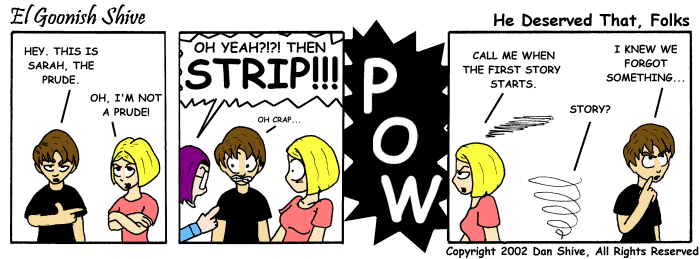 El Goonish Shive
He Deserved That, Folks
HEY. THIS IS
SARAH, THE
PRUDE.
OH, I'M NOT
A PRUDE!
OH YEAH?!?! THEN
STRIP!!!
OH CRAP...
POW
CALL ME WHEN
THE FIRST STORY
STARTS.
STORY?
I KNEW WE
FORGOT
SOMETHING...
Copyright 2002 Dan Shive, All Rights Reserved